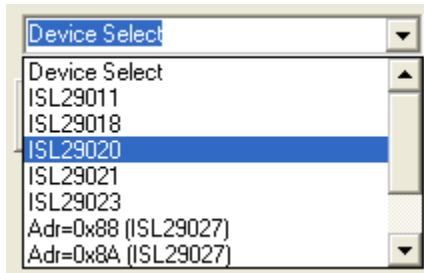 Device Select
Device Select
ISL29011
ISL29018
ISL29020
ISL29021
ISL29023
Adr=0x88 (ISL29027)
Adr=0x8A (ISL29027)